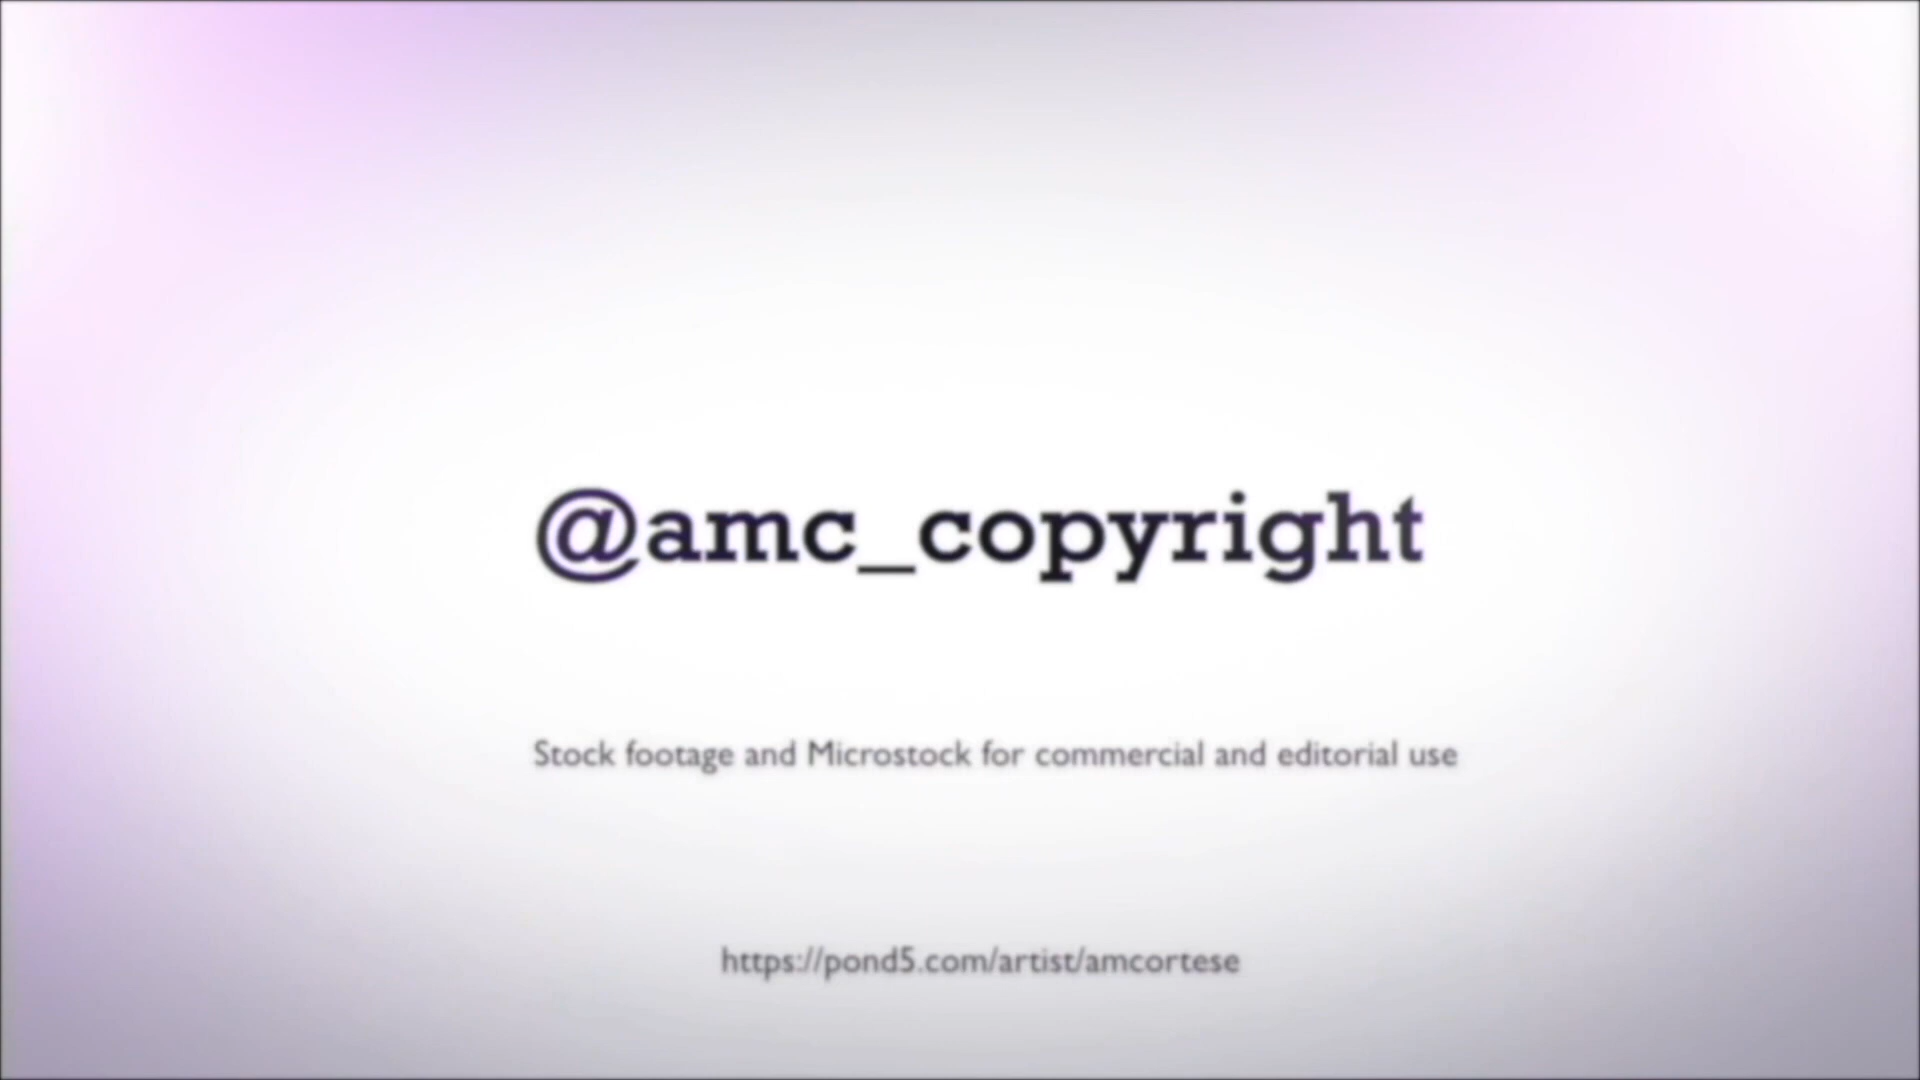 @amc_copyright
Stock footage and Microstock for commercial and editorial use
https://pond5.com/artist/amcortese